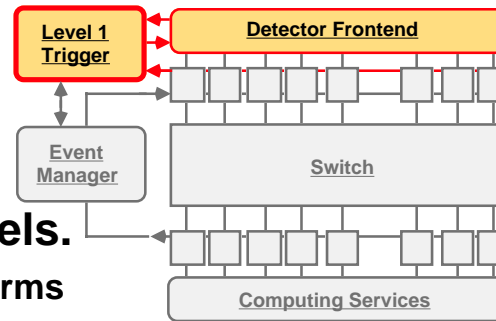 Level 1
Trigger
Detector Frontend
Event
Manager
Switch
els.
rms
Computing Services